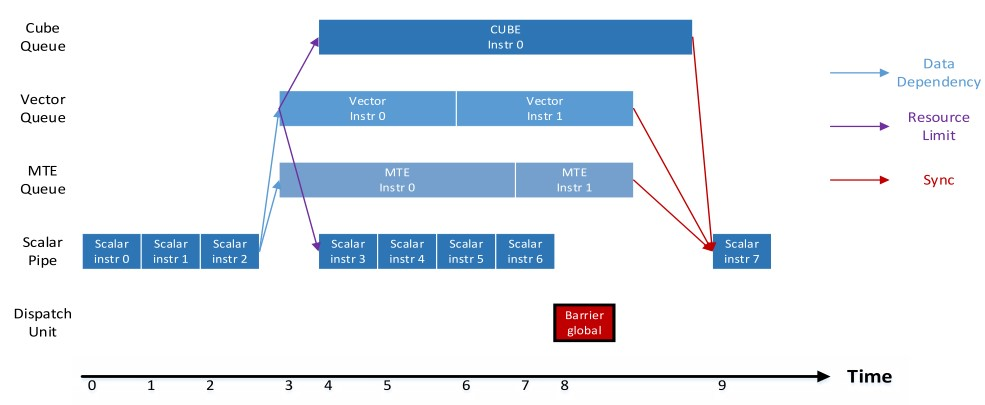 Cube
Queue
CUBE
Instr 0
Data
Dependency
Vector
Queue
Vector
Instr 0
Vector
Instr 1
Resource
Limit
MTE
Queue
MTE
Instr 0
MTE
Instr 1
Sync
Scalar
Pipe
Scalar
instr 0
Scalar
instr 1
Scalar
instr 2
Scalar
instr 3
Scalar
instr 4
Scalar
instr 5
Scalar
instr 6
Scalar
instr 7
Dispatch
Unit
Barrier
global
0 1 2 3 4 5 6 7 8 9
Time